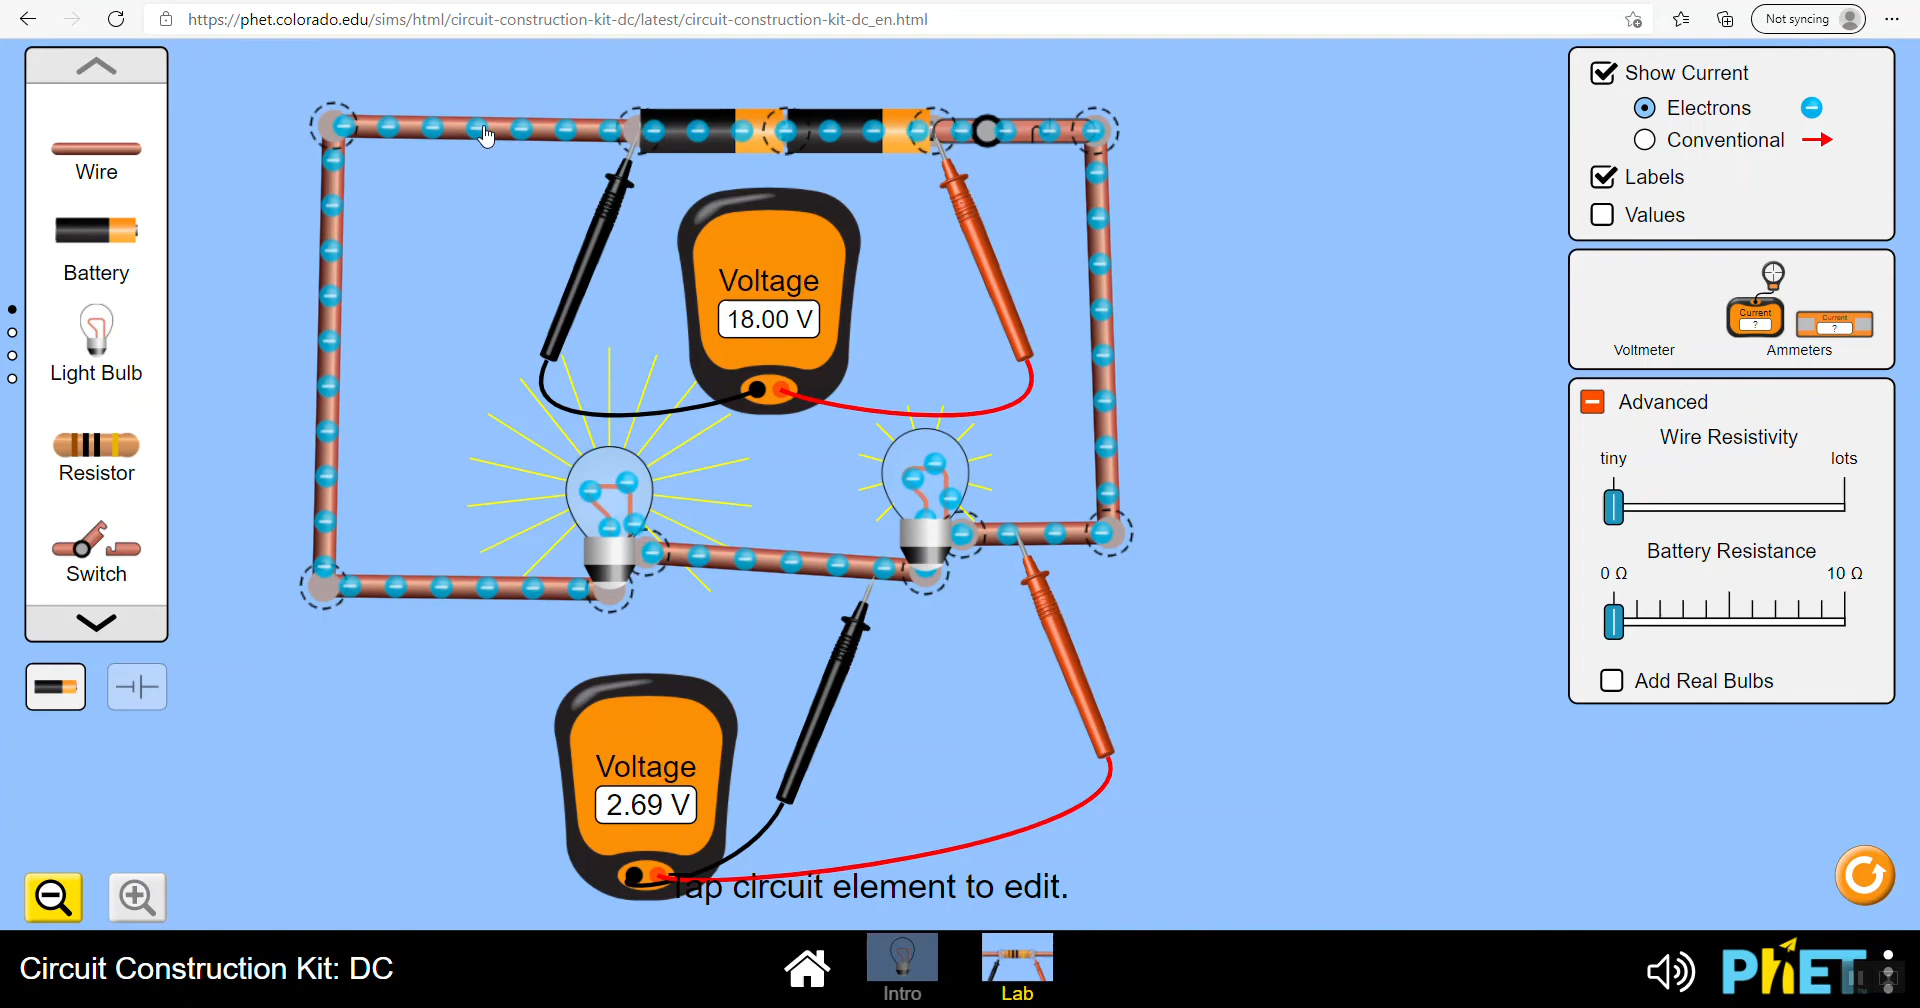 https://phet.colorado.edu/sims/html/circuit-construction-kit-dc/latest/circuit-construction-kit-dc_en.html
Not syncing
Wire
Battery
Light Bulb
Resistor
Switch
Voltage
18.00 V
Voltage
2.69 V
Tap circuit element to edit.
Show Current
Electrons
Conventional
Labels
Values
Current
?
Current
?
Voltmeter
Ammeters
Advanced
Wire Resistivity
tiny
lots
Battery Resistance
0 Ω
10 Ω
Add Real Bulbs
Circuit Construction Kit: DC
Intro
Lab
PhET